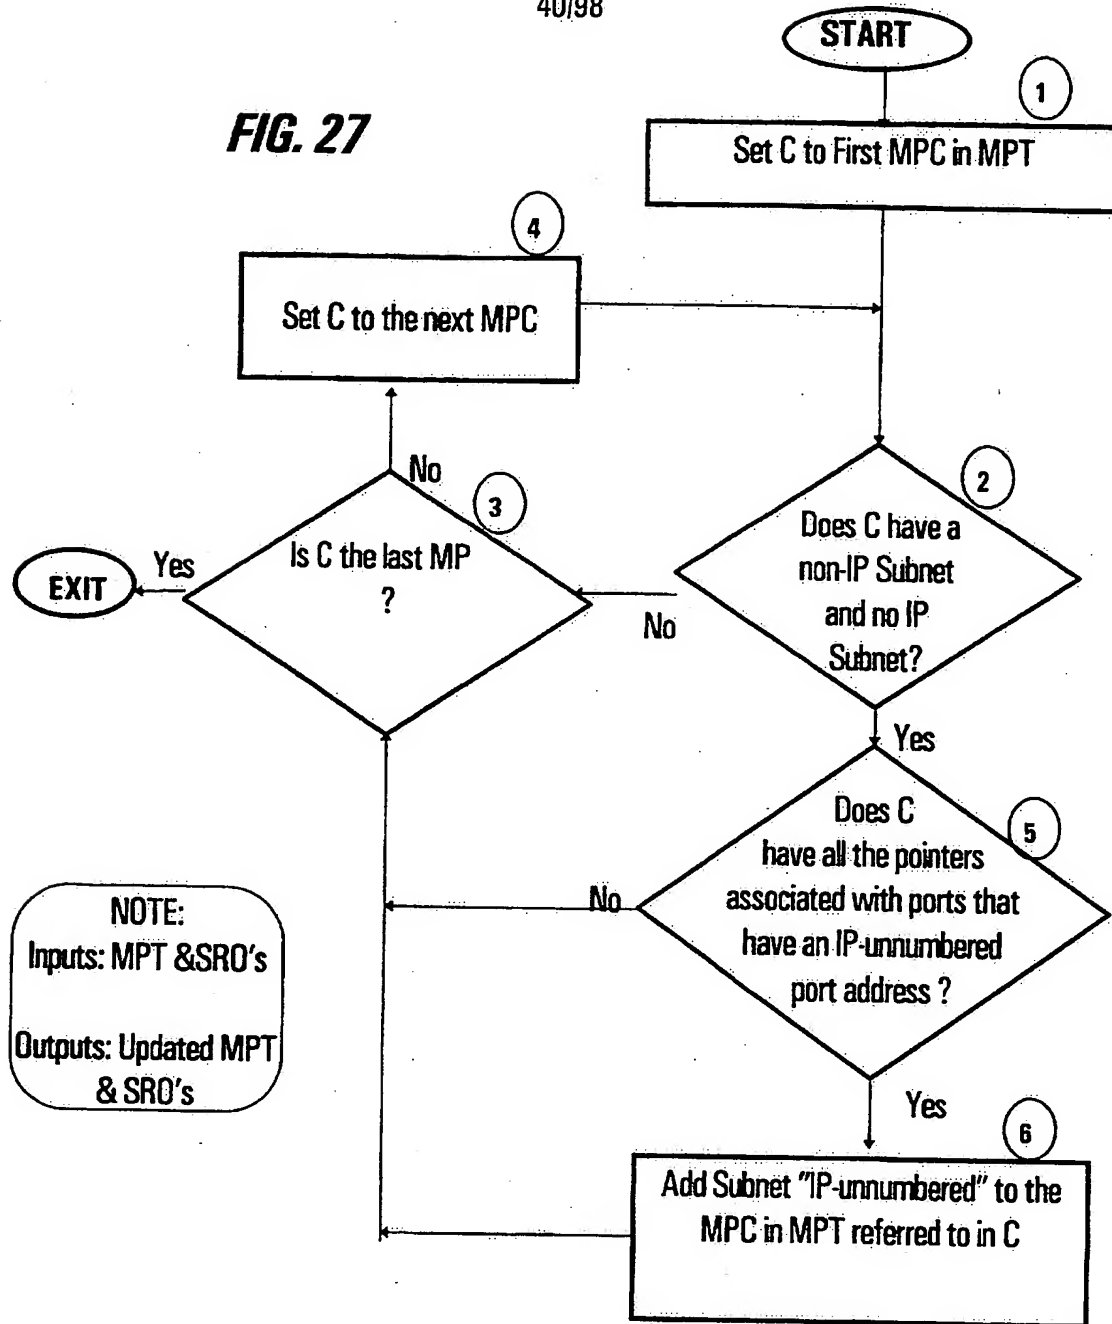 40/98
START
FIG. 27
1
Set C to First MPC in MPT
4
Set C to the next MPC
No
3
2
Is C the last MP
?
Does C have a
non-IP Subnet
and no IP
Subnet?
Yes
EXIT
No
Yes
Does C
have all the pointers
associated with ports that
have an IP-unnumbered
port address ?
5
No
NOTE:
Inputs: MPT &SRO's
Outputs: Updated MPT
& SRO's
Yes
6
Add Subnet "IP-unnumbered" to the
MPC in MPT referred to in C